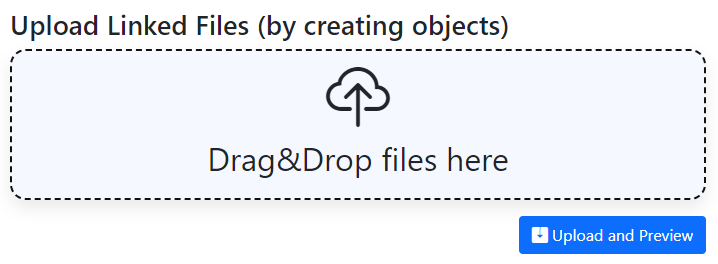 Upload Linked Files (by creating objects)
Drag&Drop files here
Upload and Preview